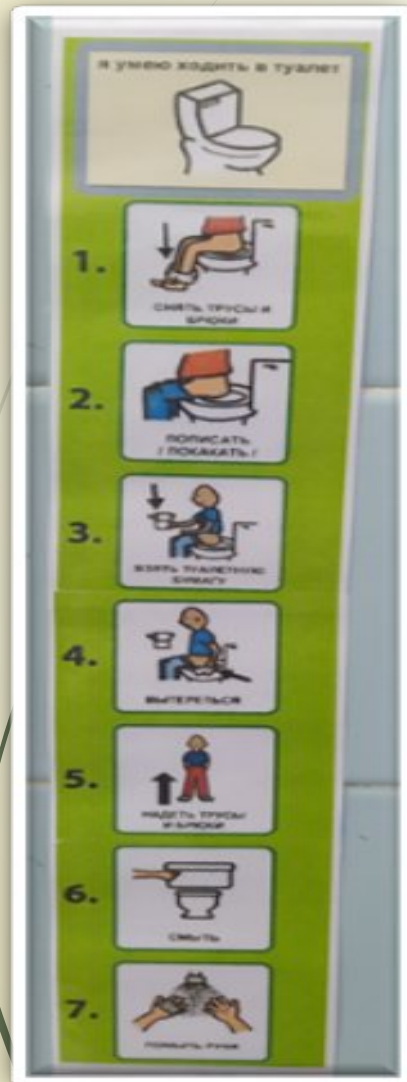 я умею ходить в туалет
1.
СНЯТЬ ТРУСЫ И
БРЮКИ
2.
ПОПИСАТЬ
/ ПОКАКАТЬ /
3.
ВЗЯТЬ ТУАЛЕТНУЮ
БУМАГУ
4.
ВЫТЕРЕТЬСЯ
5.
НАДЕТЬ ТРУСЫ
И БРЮКИ
6.
СМЫТЬ
7.
ПОМЫТЬ РУКИ